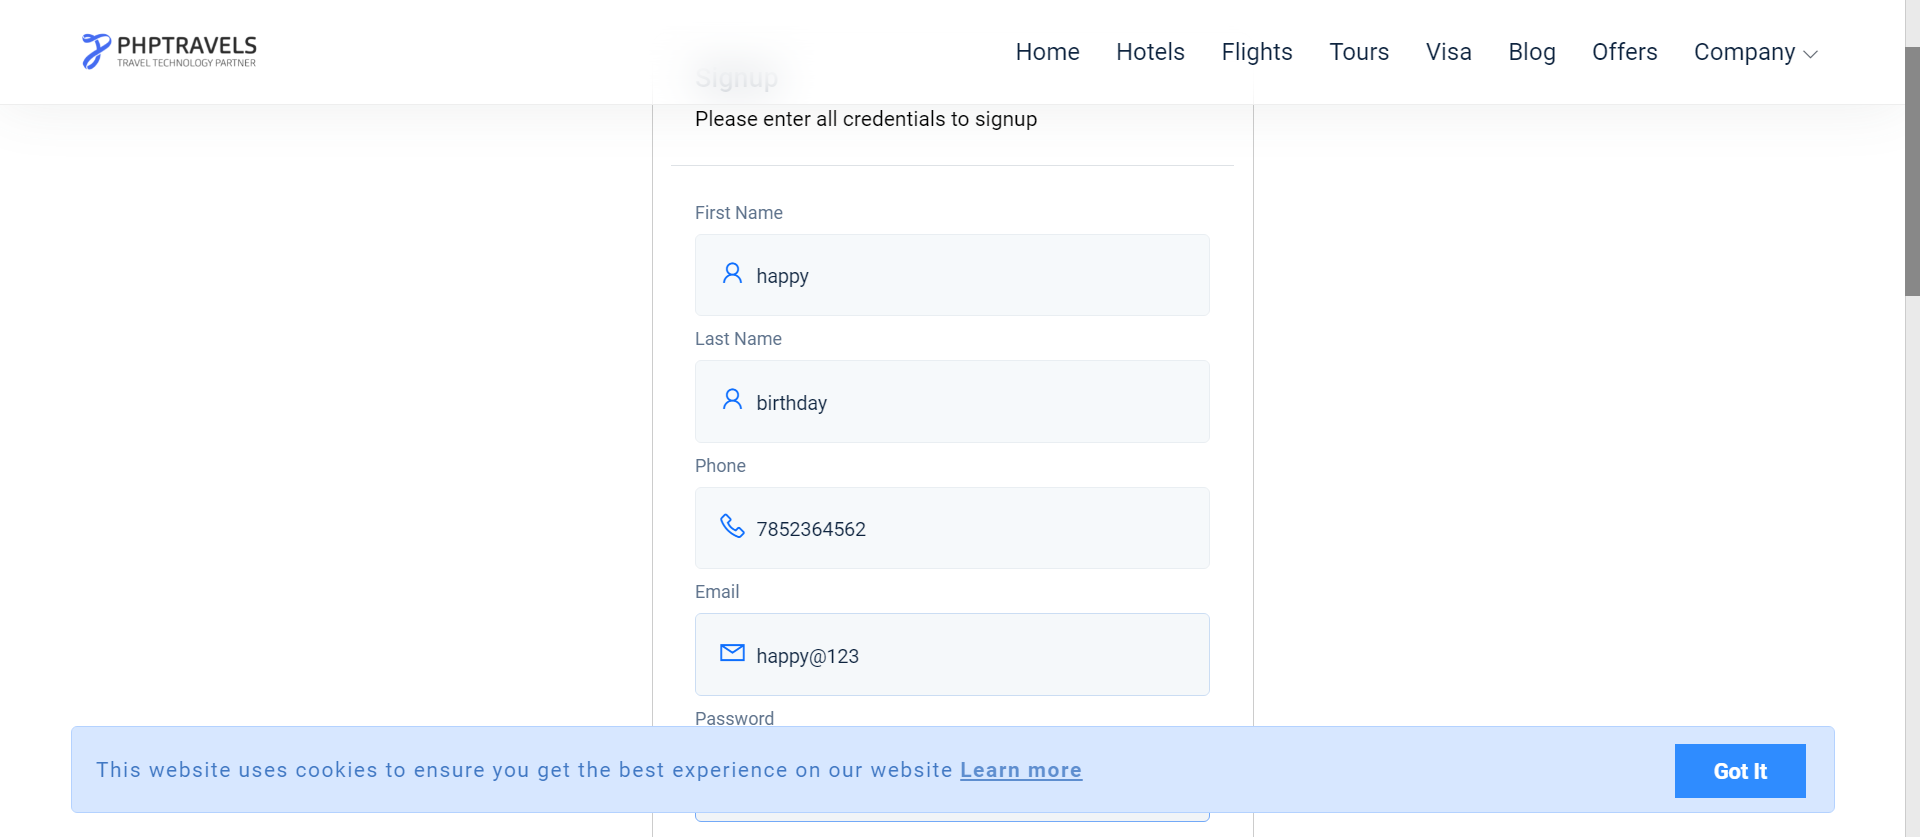 PHPTRAVELS
TRAVEL TECHNOLOGY PARTNER
Home Hotels Flights Tours Visa Blog Offers Company
Signup
Please enter all credentials to signup
First Name
happy
Last Name
birthday
Phone
7852364562
Email
happy@123
Password
This website uses cookies to ensure you get the best experience on our website Learn more
Got It